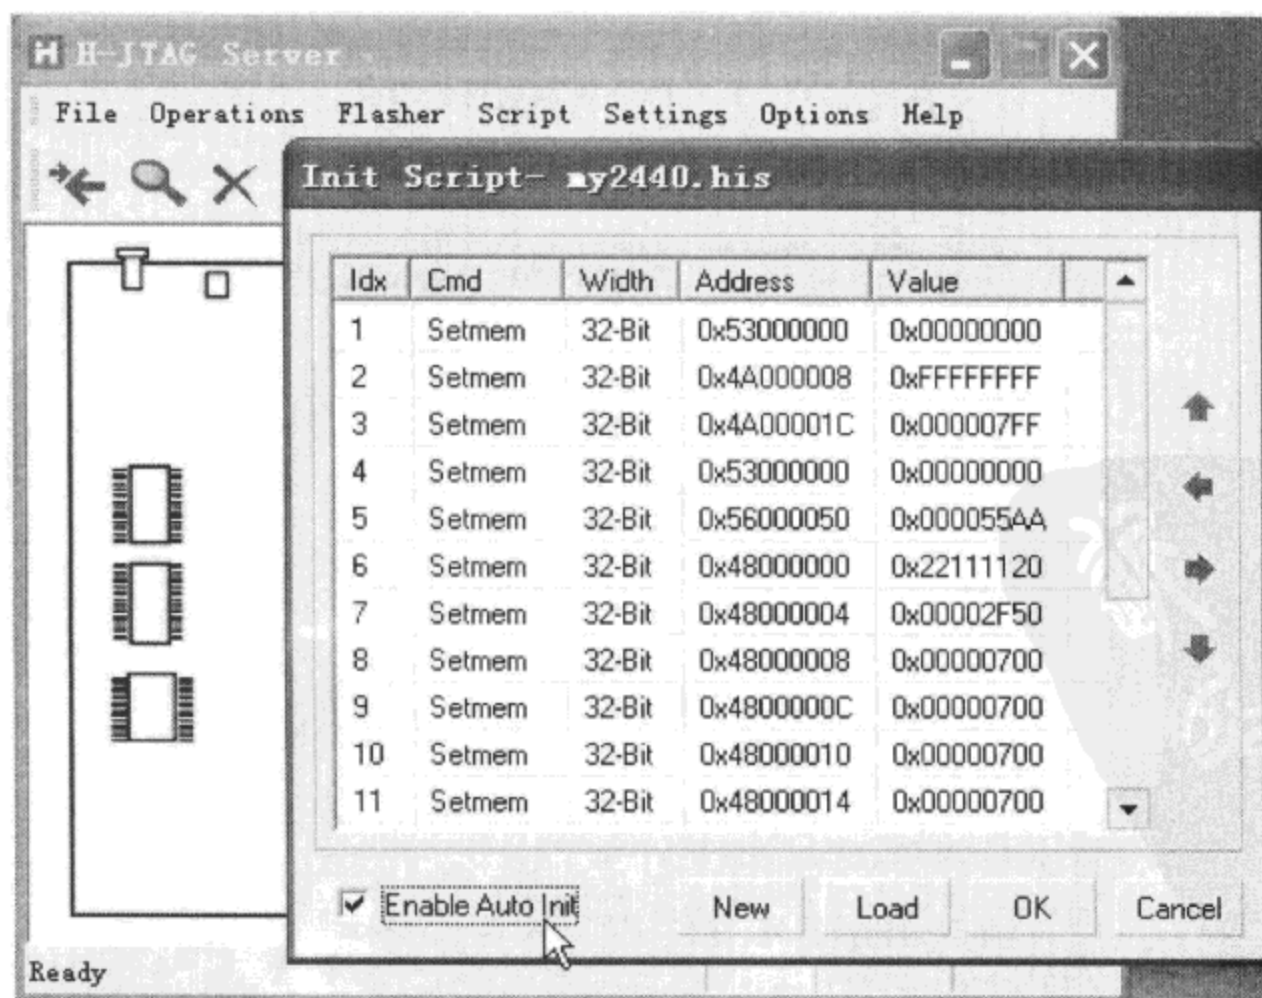 H-JTAG Server
File Operations Flasher Script Settings Options Help
Init Script- my2440.his
Idx Cmd Width Address Value
1 Setmem 32-Bit 0x53000000 0x00000000
2 Setmem 32-Bit 0x4A000008 0xFFFFFFFF
3 Setmem 32-Bit 0x4A00001C 0x000007FF
4 Setmem 32-Bit 0x53000000 0x00000000
5 Setmem 32-Bit 0x56000050 0x000055AA
6 Setmem 32-Bit 0x48000000 0x22111120
7 Setmem 32-Bit 0x48000004 0x00002F50
8 Setmem 32-Bit 0x48000008 0x00000700
9 Setmem 32-Bit 0x4800000C 0x00000700
10 Setmem 32-Bit 0x48000010 0x00000700
11 Setmem 32-Bit 0x48000014 0x00000700
Enable Auto Init New Load OK Cancel
Ready